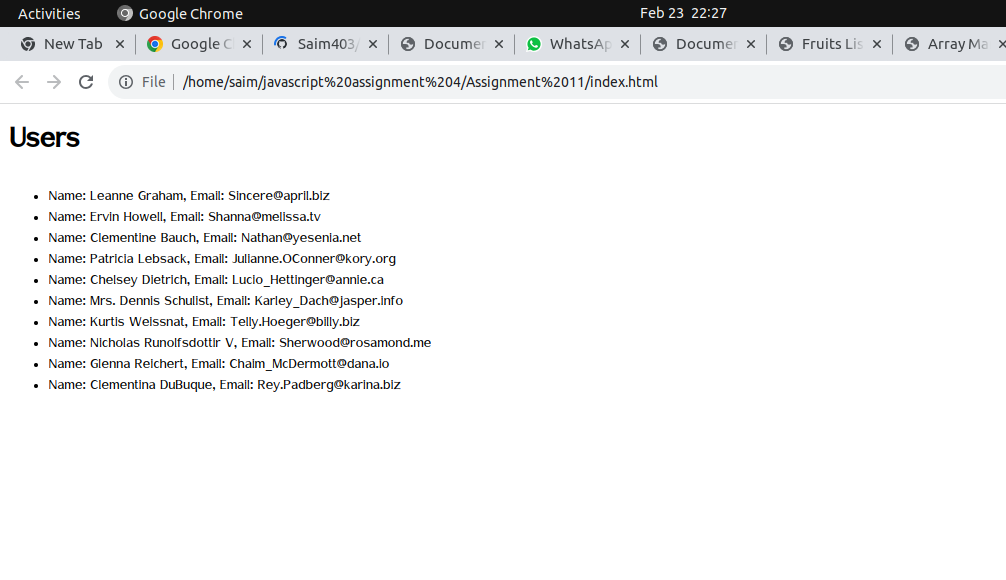 Activities Google Chrome Feb 23 22:27
New Tab Google C Saim403/ Documen WhatsAp Documen Fruits Lis Array Ma
File /home/saim/javascript%20assignment%204/Assignment%2011/index.html
Users
• Name: Leanne Graham, Email: Sincere@april.biz
• Name: Ervin Howell, Email: Shanna@melissa.tv
• Name: Clementine Bauch, Email: Nathan@yesenia.net
• Name: Patricia Lebsack, Email: Julianne.OConner@kory.org
• Name: Chelsey Dietrich, Email: Lucio_Hettinger@annie.ca
• Name: Mrs. Dennis Schulist, Email: Karley_Dach@jasper.info
• Name: Kurtis Weissnat, Email: Telly.Hoeger@billy.biz
• Name: Nicholas Runolfsdottir V, Email: Sherwood@rosamond.me
• Name: Glenna Reichert, Email: Chaim_McDermott@dana.io
• Name: Clementina DuBuque, Email: Rey.Padberg@karina.biz